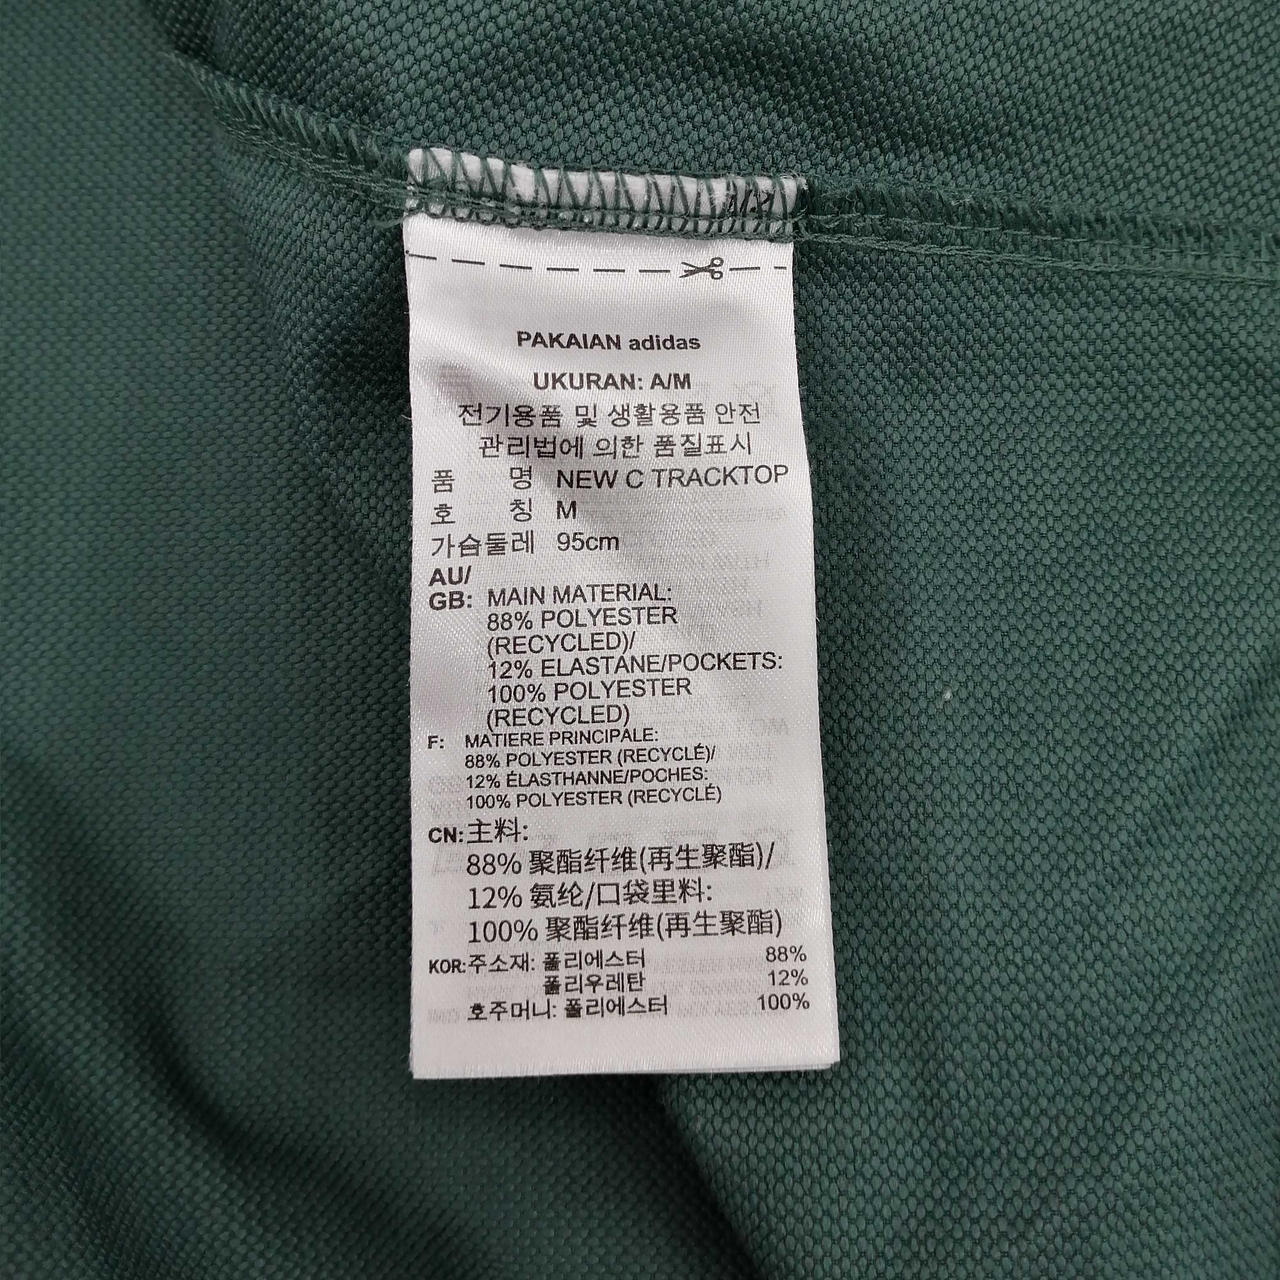 PAKAIAN adidas
UKURAN: A/M
전기용품 및 생활용품 안전
관리법에 의한 품질표시
품 명 NEW C TRACKTOP
호 칭 M
가슴둘레 95cm
AU/
GB: MAIN MATERIAL:
88% POLYESTER
(RECYCLED)/
12% ELASTANE/POCKETS:
100% POLYESTER
(RECYCLED)
F: MATIERE PRINCIPALE:
88% POLYESTER (RECYCLÉ)/
12% ÉLASTHANNE/POCHES:
100% POLYESTER (RECYCLÉ)
CN: 主料:
88% 聚酯纤维(再生聚酯)/
12% 氨纶/口袋里料:
100% 聚酯纤维(再生聚酯)
KOR: 주소재: 폴리에스터 88%
폴리우레탄 12%
호주머니: 폴리에스터 100%